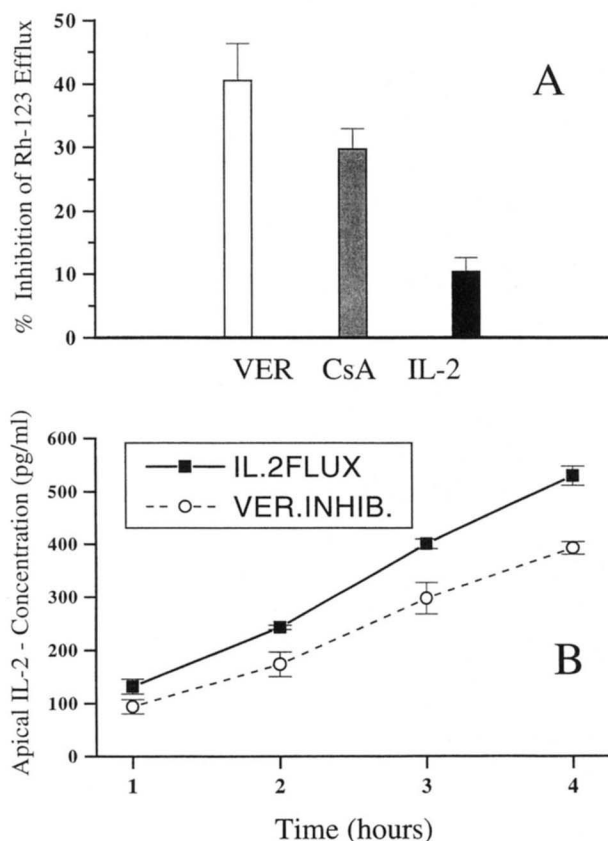 % Inhibition of Rh-123 Efflux
50
40
30
20
10
0
A
VER CsA IL-2
Apical IL-2 - Concentration (pg/ml)
600
500
400
300
200
100
0
IL.2FLUX
VER.INHIB.
B
1 2 3 4
Time (hours)